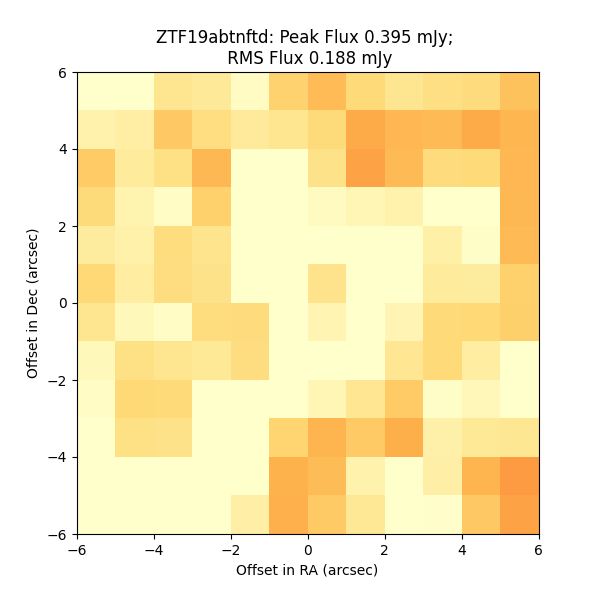 ZTF19abtnftd: Peak Flux 0.395 mJy;
RMS Flux 0.188 mJy
6
4
2
0
−2
−4
−6
Offset in Dec (arcsec)
−6 −4 −2 0 2 4 6
Offset in RA (arcsec)